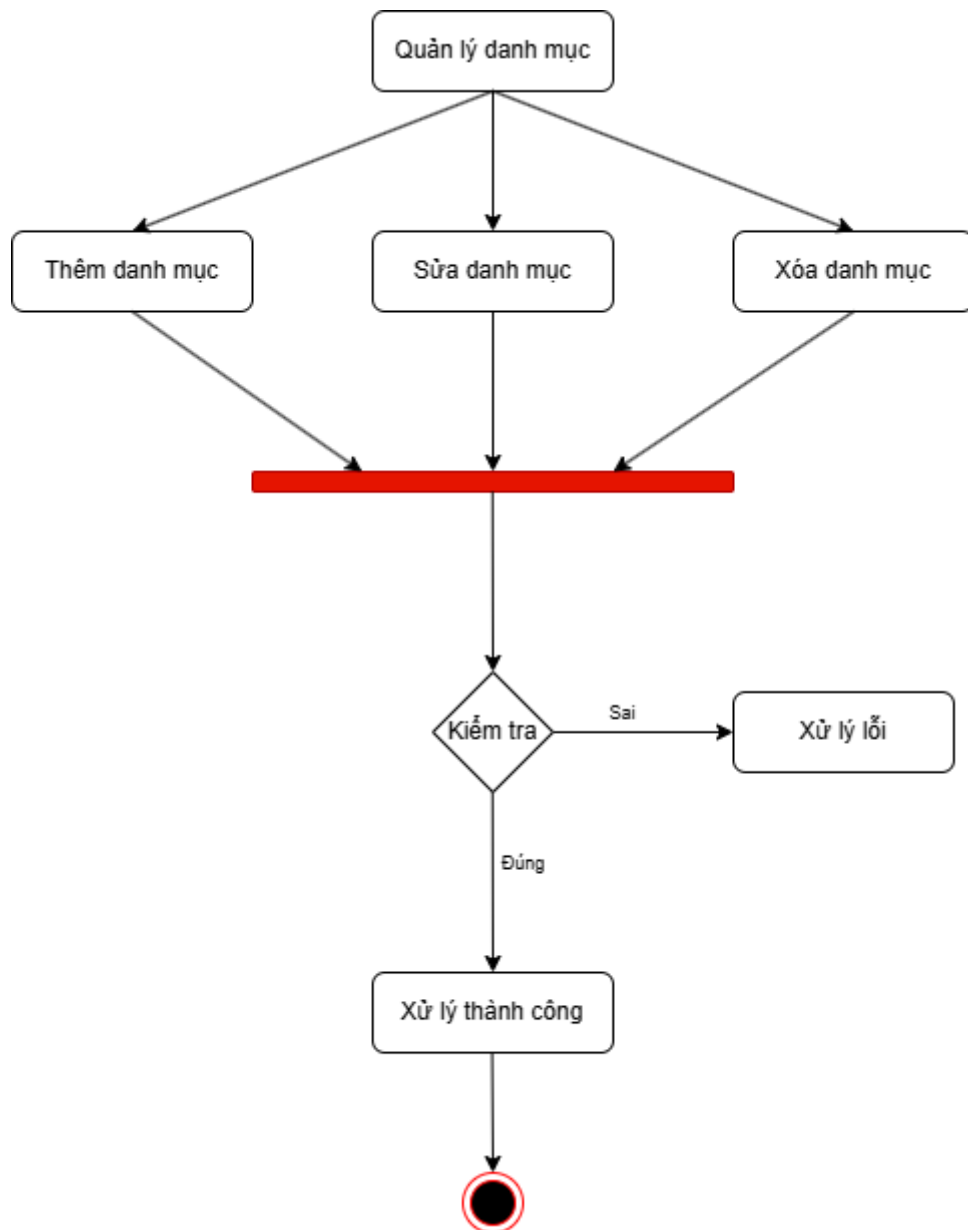 Quản lý danh mục
Thêm danh mục
Sửa danh mục
Xóa danh mục
Kiểm tra
Sai
Xử lý lỗi
Đúng
Xử lý thành công